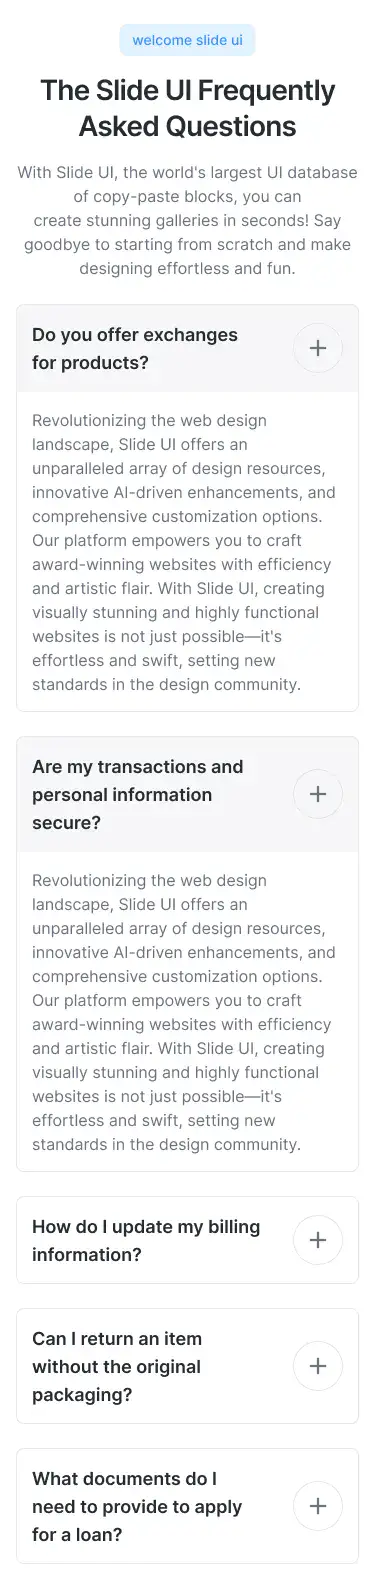 welcome slide ui
The Slide UI Frequently
Asked Questions
With Slide UI, the world's largest UI database
of copy-paste blocks, you can
create stunning galleries in seconds! Say
goodbye to starting from scratch and make
designing effortless and fun.
Do you offer exchanges
for products?
Revolutionizing the web design
landscape, Slide UI offers an
unparalleled array of design resources,
innovative AI-driven enhancements, and
comprehensive customization options.
Our platform empowers you to craft
award-winning websites with efficiency
and artistic flair. With Slide UI, creating
visually stunning and highly functional
websites is not just possible—it's
effortless and swift, setting new
standards in the design community.
Are my transactions and
personal information
secure?
Revolutionizing the web design
landscape, Slide UI offers an
unparalleled array of design resources,
innovative AI-driven enhancements, and
comprehensive customization options.
Our platform empowers you to craft
award-winning websites with efficiency
and artistic flair. With Slide UI, creating
visually stunning and highly functional
websites is not just possible—it's
effortless and swift, setting new
standards in the design community.
How do I update my billing
information?
Can I return an item
without the original
packaging?
What documents do I
need to provide to apply
for a loan?